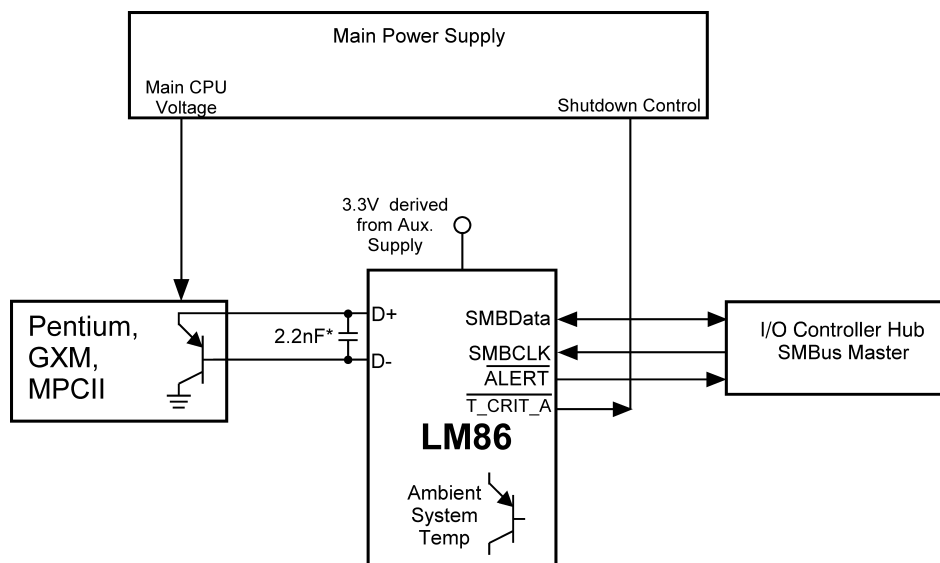 Main Power Supply
Main CPU
Voltage
Shutdown Control
3.3V derived
from Aux.
Supply
Pentium,
GXM,
MPCII
2.2nF*
D+
D-
SMBData
SMBCLK
ALERT
T_CRIT_A
LM86
Ambient
System
Temp
I/O Controller Hub
SMBus Master